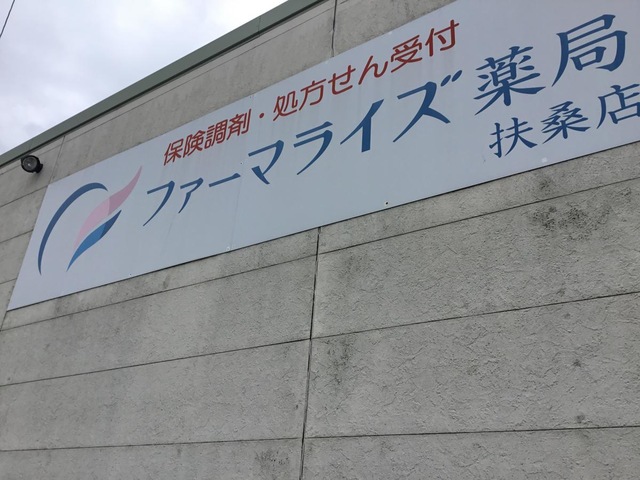 保険調剤・処方せん受付
ファーマライズ薬局
扶桑店